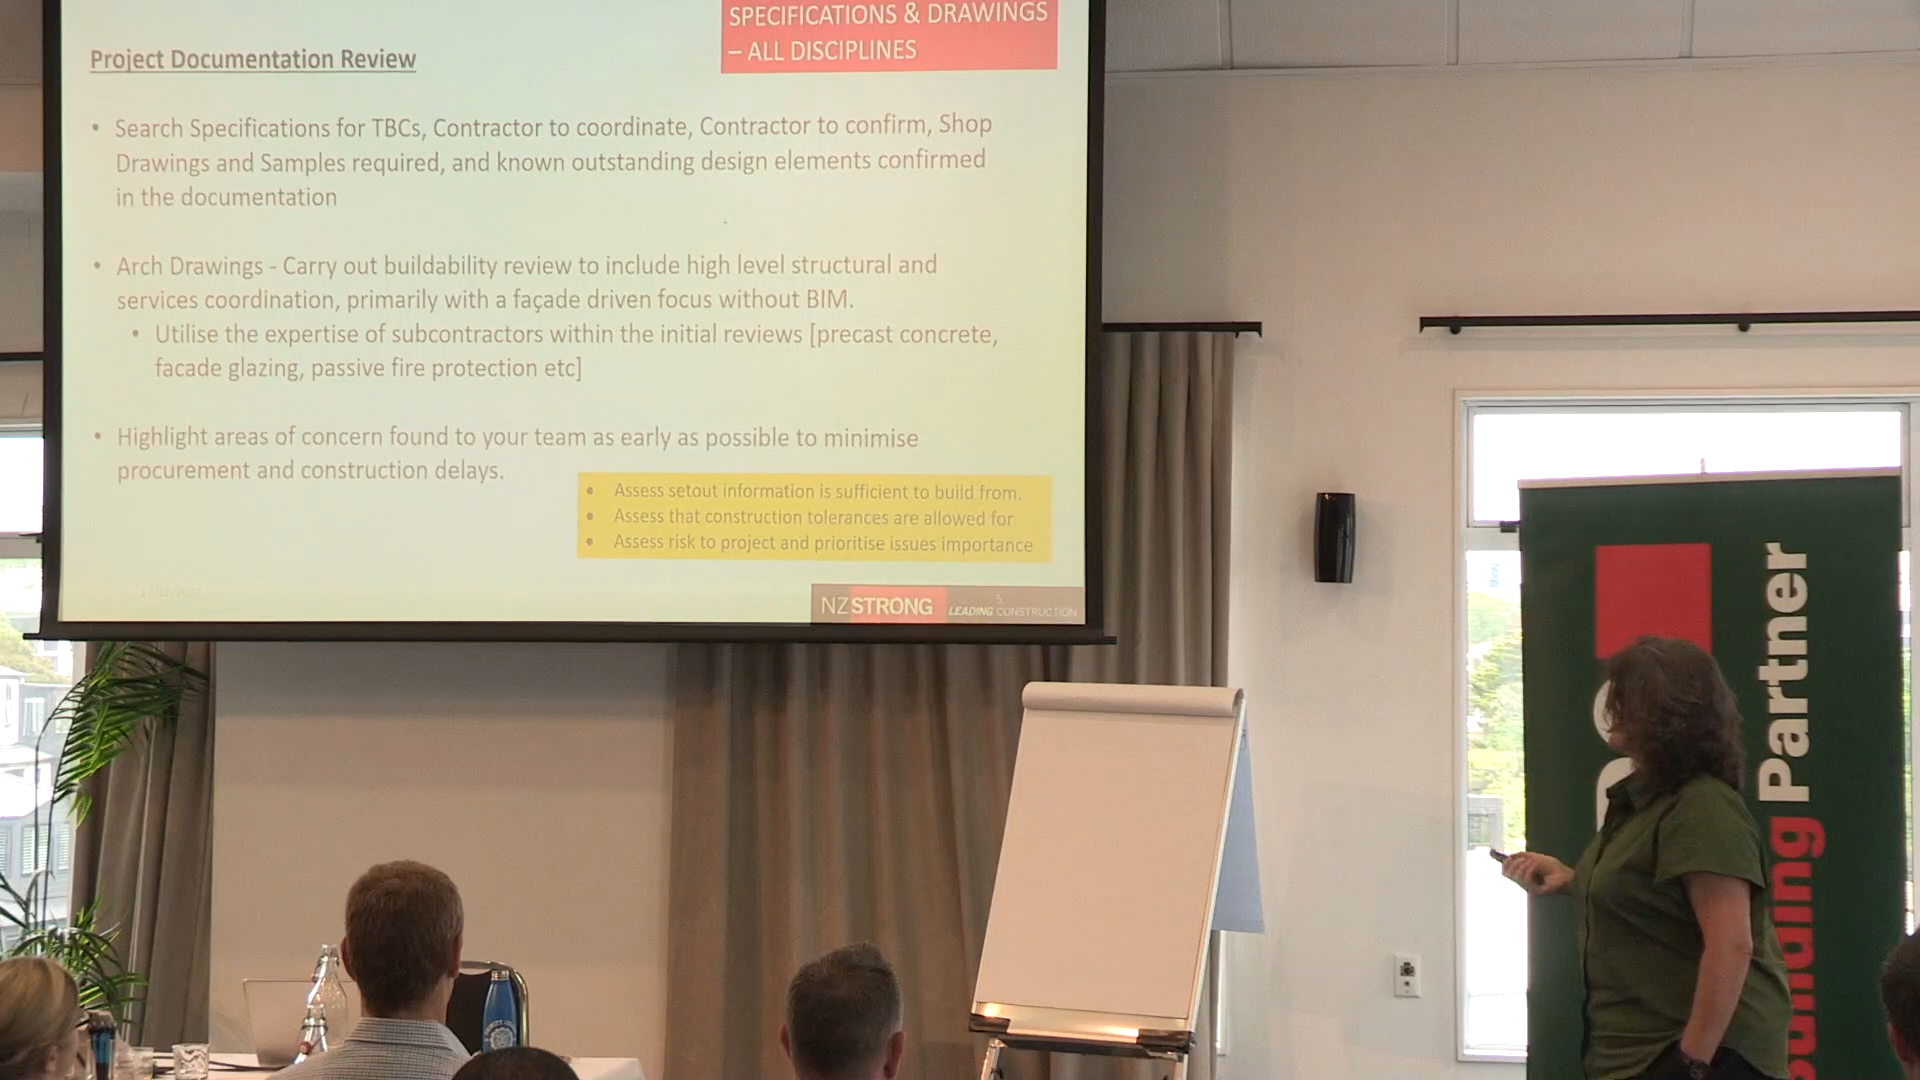 SPECIFICATIONS & DRAWINGS
– ALL DISCIPLINES
Project Documentation Review
• Search Specifications for TBCs, Contractor to coordinate, Contractor to confirm, Shop
Drawings and Samples required, and known outstanding design elements confirmed
in the documentation
• Arch Drawings - Carry out buildability review to include high level structural and
services coordination, primarily with a façade driven focus without BIM.
• Utilise the expertise of subcontractors within the initial reviews [precast concrete,
facade glazing, passive fire protection etc]
• Highlight areas of concern found to your team as early as possible to minimise
procurement and construction delays.
• Assess setout information is sufficient to build from.
• Assess that construction tolerances are allowed for
• Assess risk to project and prioritise issues importance
5
NZSTRONG LEADING CONSTRUCTION
Partner